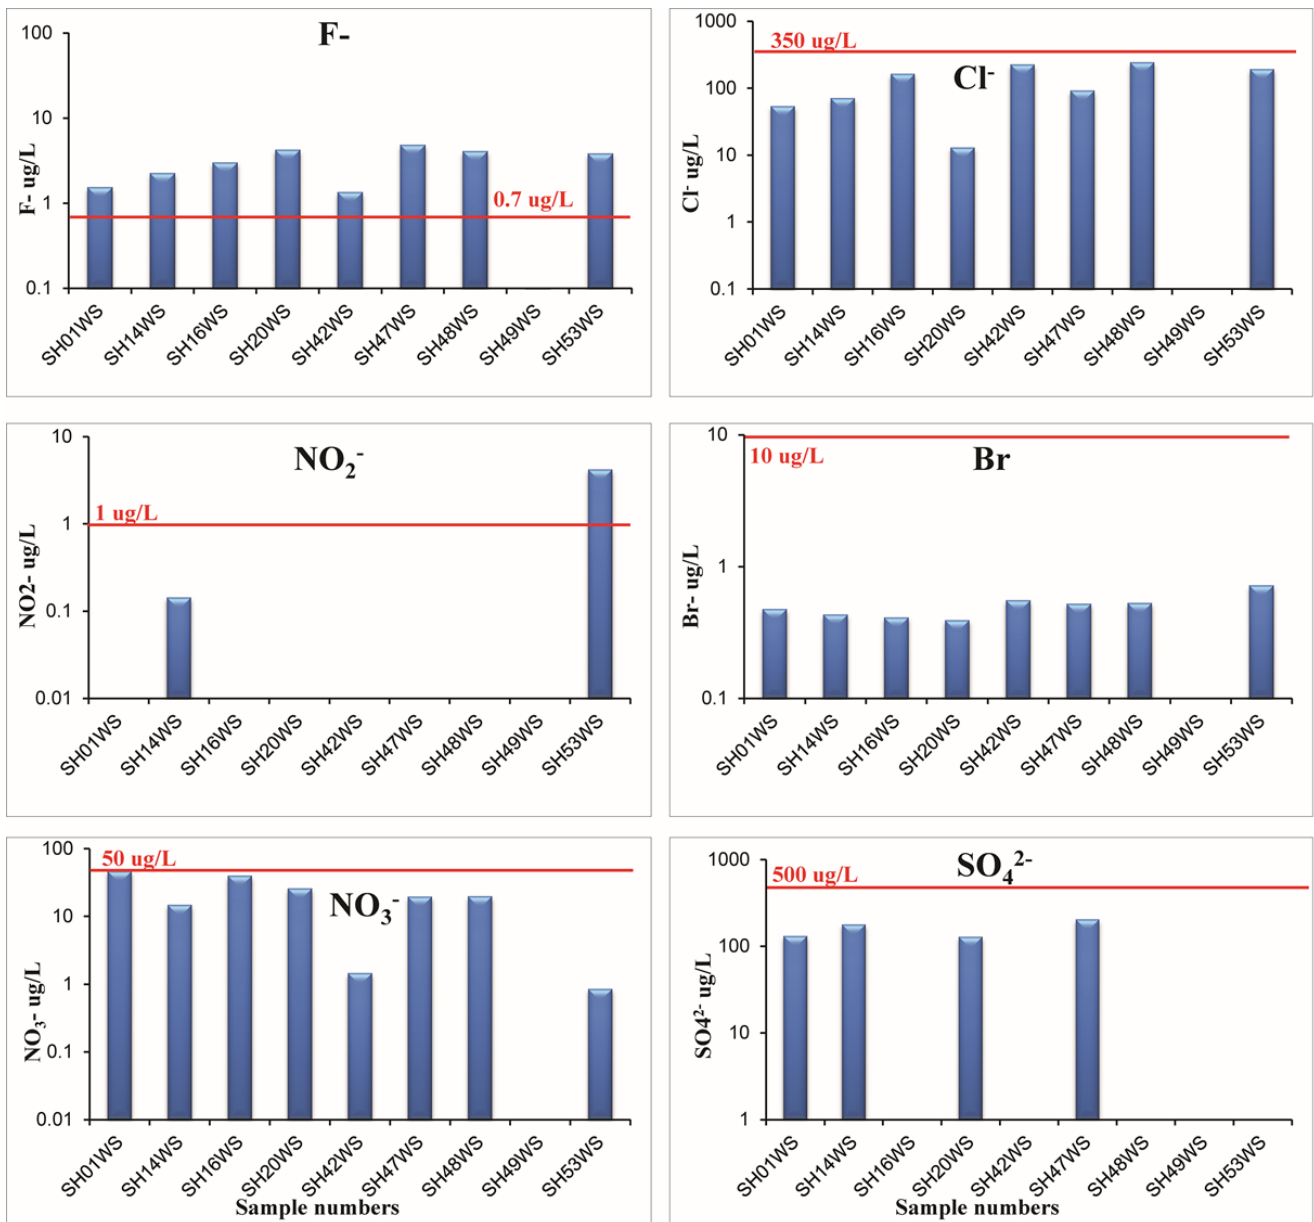 F-
100
10
1
0.1
F- ug/L
0.7 ug/L
SH01WS
SH14WS
SH16WS
SH20WS
SH42WS
SH47WS
SH48WS
SH49WS
SH53WS
Cl-
1000
100
10
1
0.1
Cl- ug/L
350 ug/L
SH01WS
SH14WS
SH16WS
SH20WS
SH42WS
SH47WS
SH48WS
SH49WS
SH53WS
NO2-
10
1
0.1
0.01
NO2- ug/L
1 ug/L
SH01WS
SH14WS
SH16WS
SH20WS
SH42WS
SH47WS
SH48WS
SH49WS
SH53WS
Br
10
1
0.1
Br- ug/L
10 ug/L
SH01WS
SH14WS
SH16WS
SH20WS
SH42WS
SH47WS
SH48WS
SH49WS
SH53WS
NO3-
100
10
1
0.1
0.01
NO3- ug/L
50 ug/L
SH01WS
SH14WS
SH16WS
SH20WS
SH42WS
SH47WS
SH48WS
SH49WS
SH53WS
Sample numbers
SO4 2-
1000
100
10
1
SO4 2- ug/L
500 ug/L
SH01WS
SH14WS
SH16WS
SH20WS
SH42WS
SH47WS
SH48WS
SH49WS
SH53WS
Sample numbers